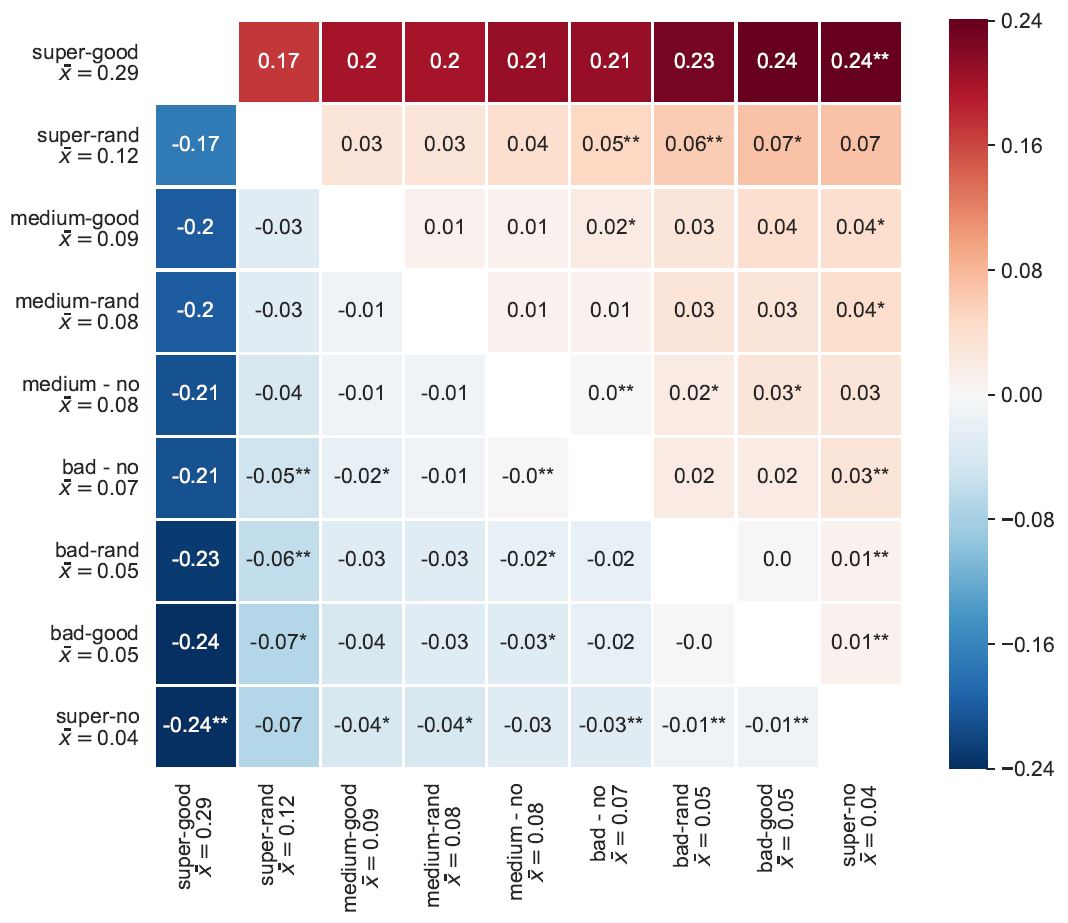 super-good
x̄ = 0.29
0.17 0.2 0.2 0.21 0.21 0.23 0.24 0.24**
super-rand
x̄ = 0.12
-0.17 0.03 0.03 0.04 0.05** 0.06** 0.07* 0.07
medium-good
x̄ = 0.09
-0.2 -0.03 0.01 0.01 0.02* 0.03 0.04 0.04*
medium-rand
x̄ = 0.08
-0.2 -0.03 -0.01 0.01 0.01 0.03 0.03 0.04*
medium - no
x̄ = 0.08
-0.21 -0.04 -0.01 -0.01 0.0** 0.02* 0.03* 0.03
bad - no
x̄ = 0.07
-0.21 -0.05** -0.02* -0.01 -0.0** 0.02 0.02 0.03**
bad-rand
x̄ = 0.05
-0.23 -0.06** -0.03 -0.03 -0.02* -0.02 0.0 0.01**
bad-good
x̄ = 0.05
-0.24 -0.07* -0.04 -0.03 -0.03* -0.02 -0.0 0.01**
super-no
x̄ = 0.04
-0.24** -0.07 -0.04* -0.04* -0.03 -0.03** -0.01** -0.01**
super-good
x̄ = 0.29
super-rand
x̄ = 0.12
medium-good
x̄ = 0.09
medium-rand
x̄ = 0.08
medium - no
x̄ = 0.08
bad - no
x̄ = 0.07
bad-rand
x̄ = 0.05
bad-good
x̄ = 0.05
super-no
x̄ = 0.04
0.24
0.16
0.08
0.00
−0.08
−0.16
−0.24